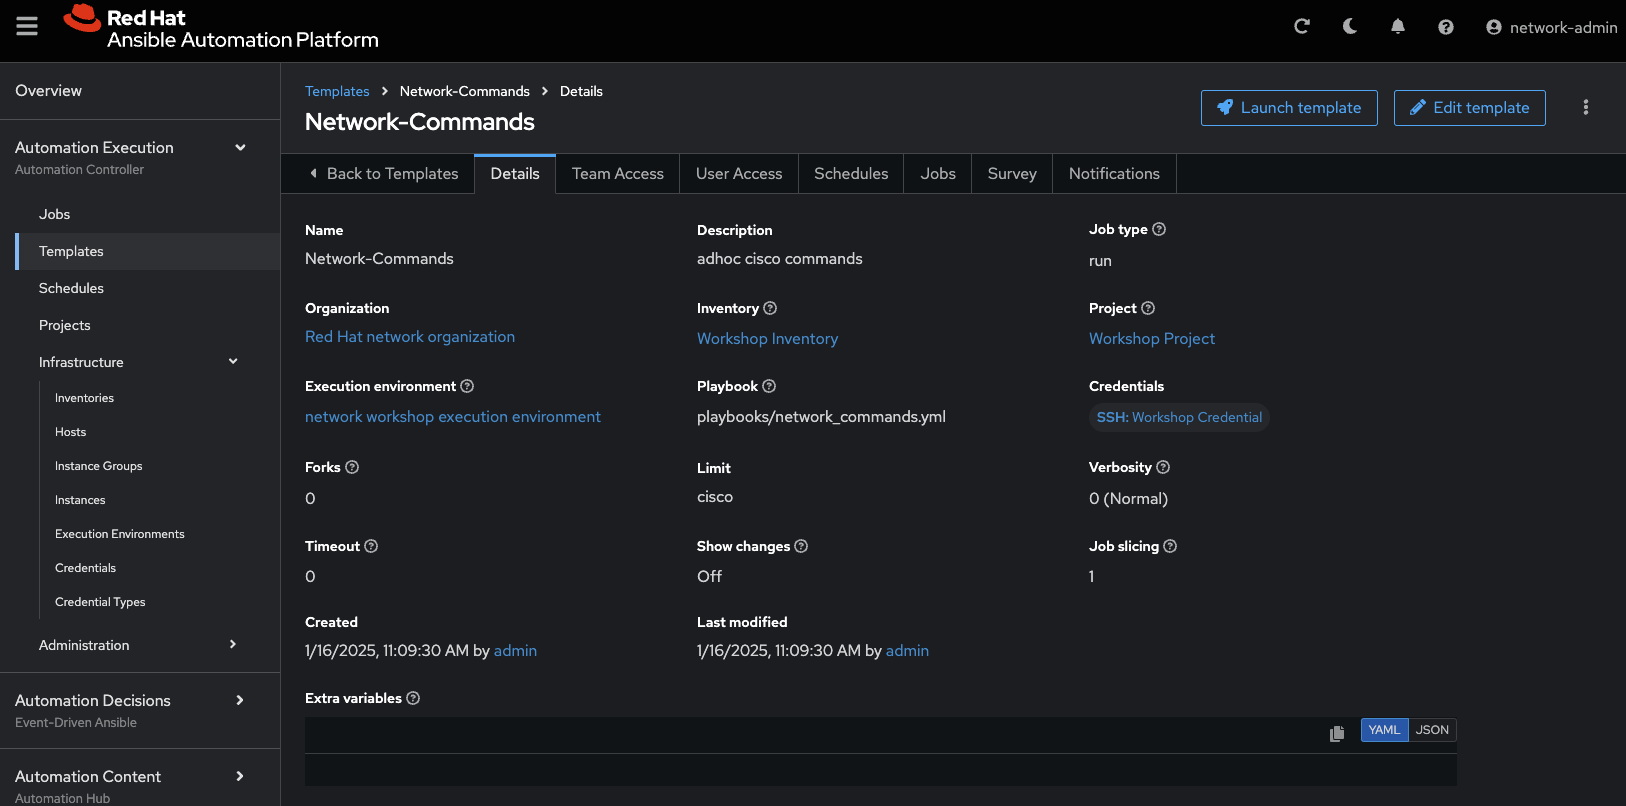 Red Hat
Ansible Automation Platform
network-admin
Overview
Automation Execution
Automation Controller
Jobs
Templates
Schedules
Projects
Infrastructure
Inventories
Hosts
Instance Groups
Instances
Execution Environments
Credentials
Credential Types
Administration
Automation Decisions
Event-Driven Ansible
Automation Content
Automation Hub
Templates > Network-Commands > Details
Network-Commands
Launch template
Edit template
Back to Templates
Details
Team Access
User Access
Schedules
Jobs
Survey
Notifications
Name
Network-Commands
Description
adhoc cisco commands
Job type
run
Organization
Red Hat network organization
Inventory
Workshop Inventory
Project
Workshop Project
Execution environment
network workshop execution environment
Playbook
playbooks/network_commands.yml
Credentials
SSH: Workshop Credential
Forks
0
Limit
cisco
Verbosity
0 (Normal)
Timeout
0
Show changes
Off
Job slicing
1
Created
1/16/2025, 11:09:30 AM by admin
Last modified
1/16/2025, 11:09:30 AM by admin
Extra variables
YAML
JSON